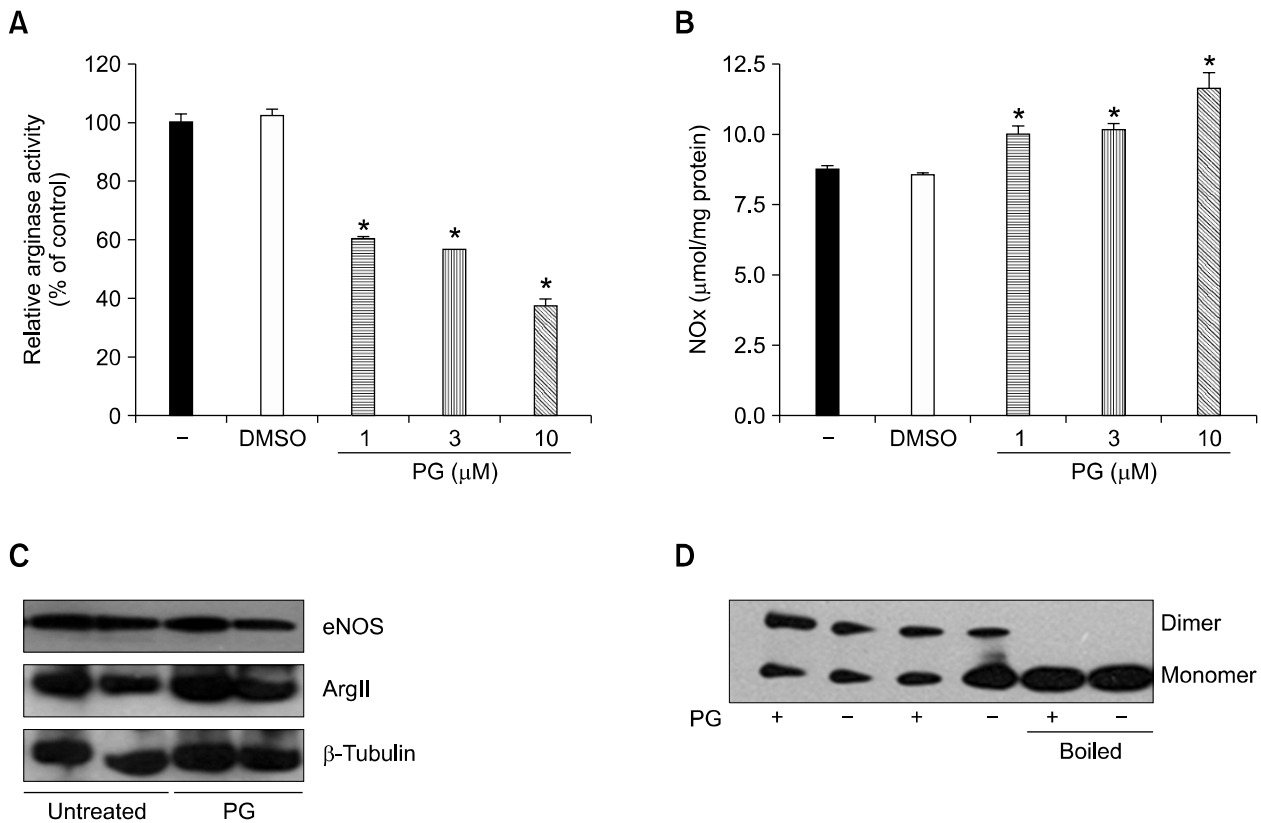 A
Relative arginase activity
(% of control)
120
100
80
60
40
20
0
*
*
*
–
DMSO
1
3
10
PG (μM)
B
NOx (μmol/mg protein)
12.5
10.0
7.5
5.0
2.5
0.0
*
*
*
–
DMSO
1
3
10
PG (μM)
C
eNOS
ArgII
β-Tubulin
Untreated
PG
D
Dimer
Monomer
PG + – + – + –
Boiled